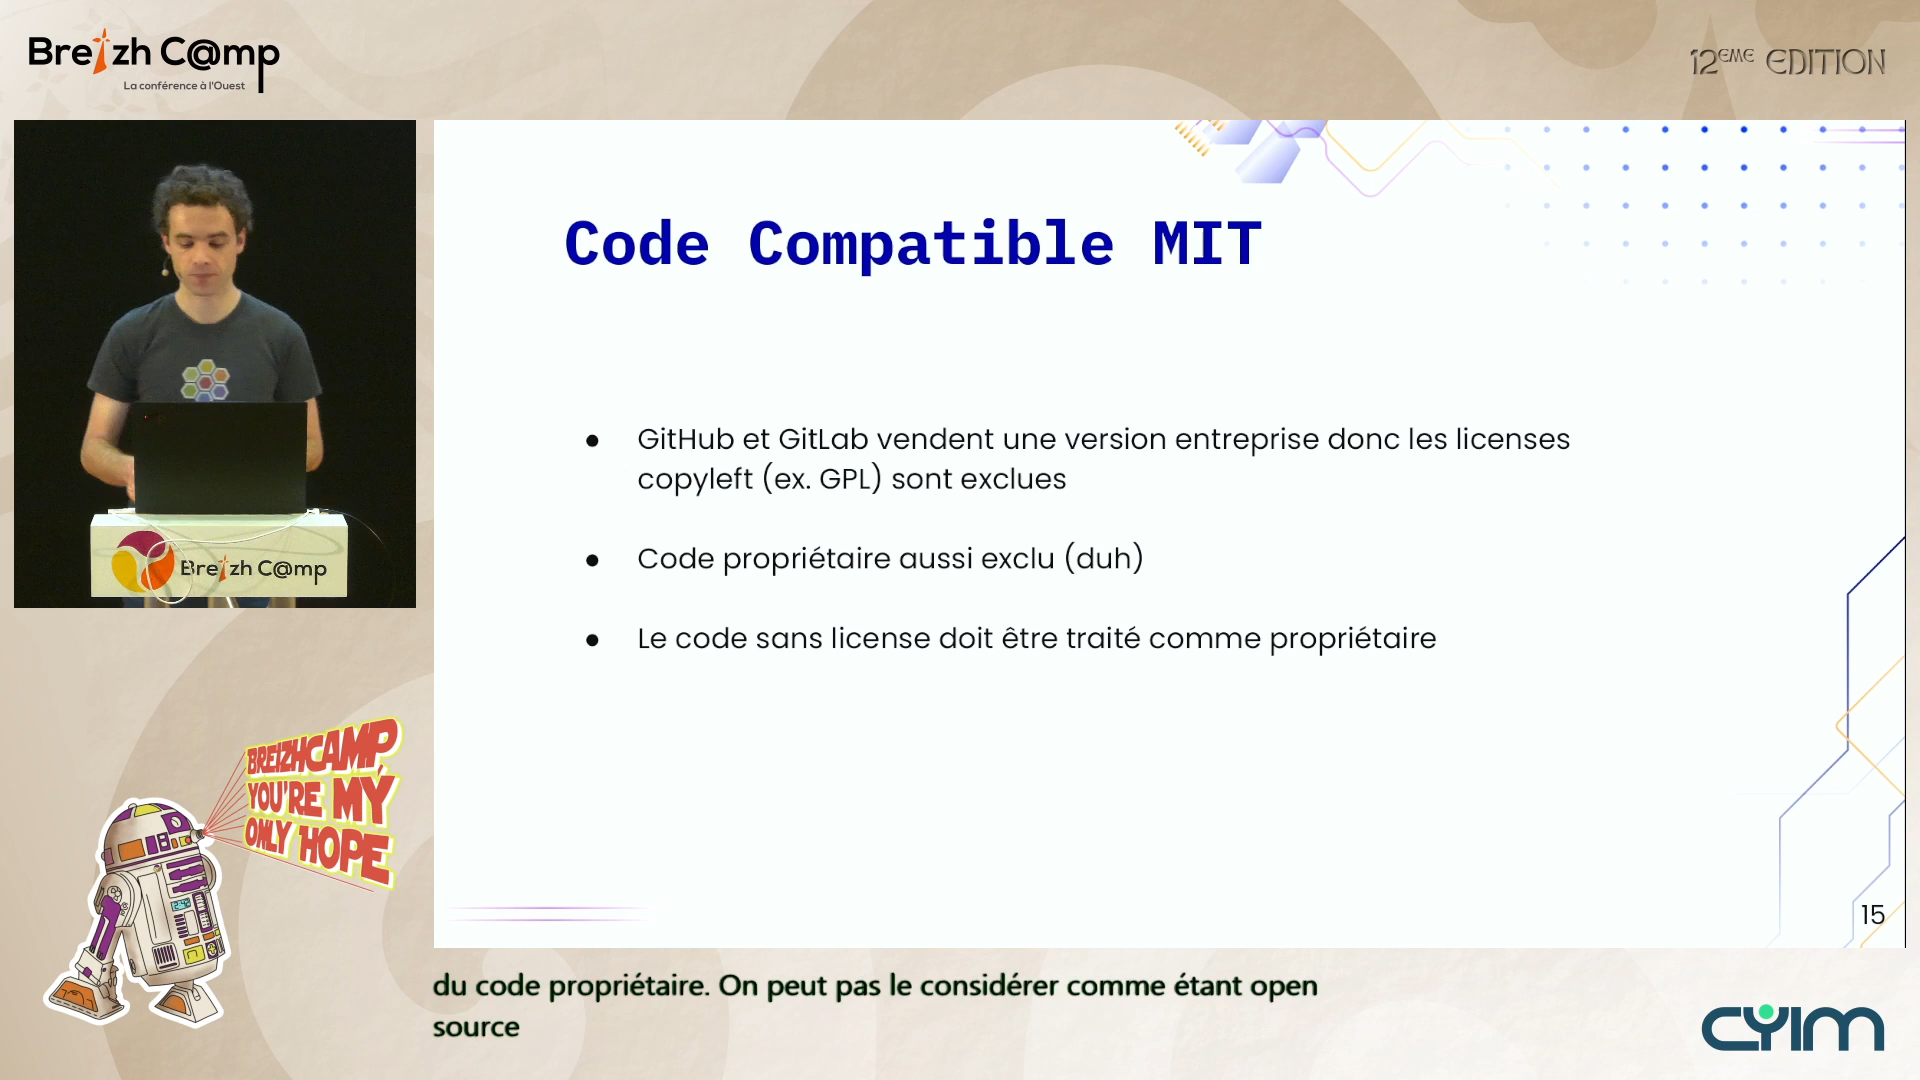 Breizh C@mp
La conférence à l'Ouest
12EME EDITION
Code Compatible MIT
● GitHub et GitLab vendent une version entreprise donc les licenses
copyleft (ex. GPL) sont exclues
● Code propriétaire aussi exclu (duh)
● Le code sans license doit être traité comme propriétaire
Breizh C@mp
BREIZHCAMP
YOU'RE MY
ONLY HOPE
15
du code propriétaire. On peut pas le considérer comme étant open
source
CYIM